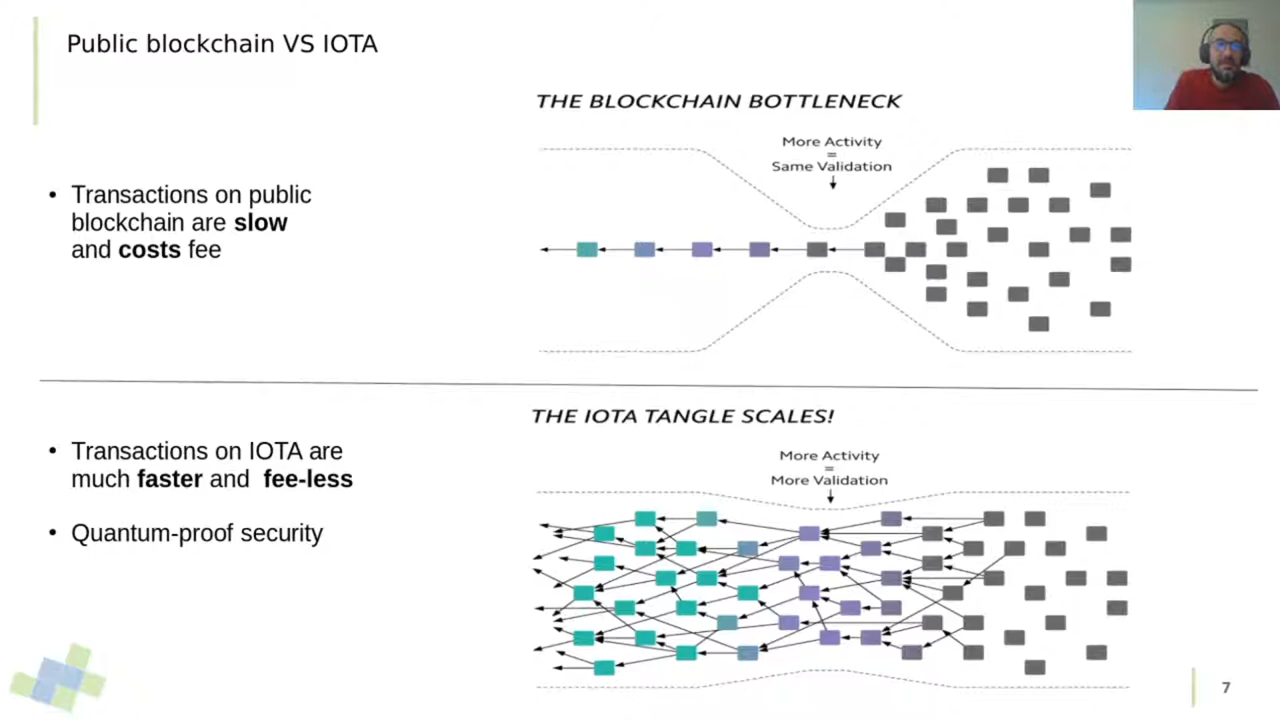 Public blockchain VS IOTA
THE BLOCKCHAIN BOTTLENECK
More Activity
=
Same Validation
• Transactions on public
blockchain are slow
and costs fee
THE IOTA TANGLE SCALES!
More Activity
=
More Validation
• Transactions on IOTA are
much faster and fee-less
• Quantum-proof security
7